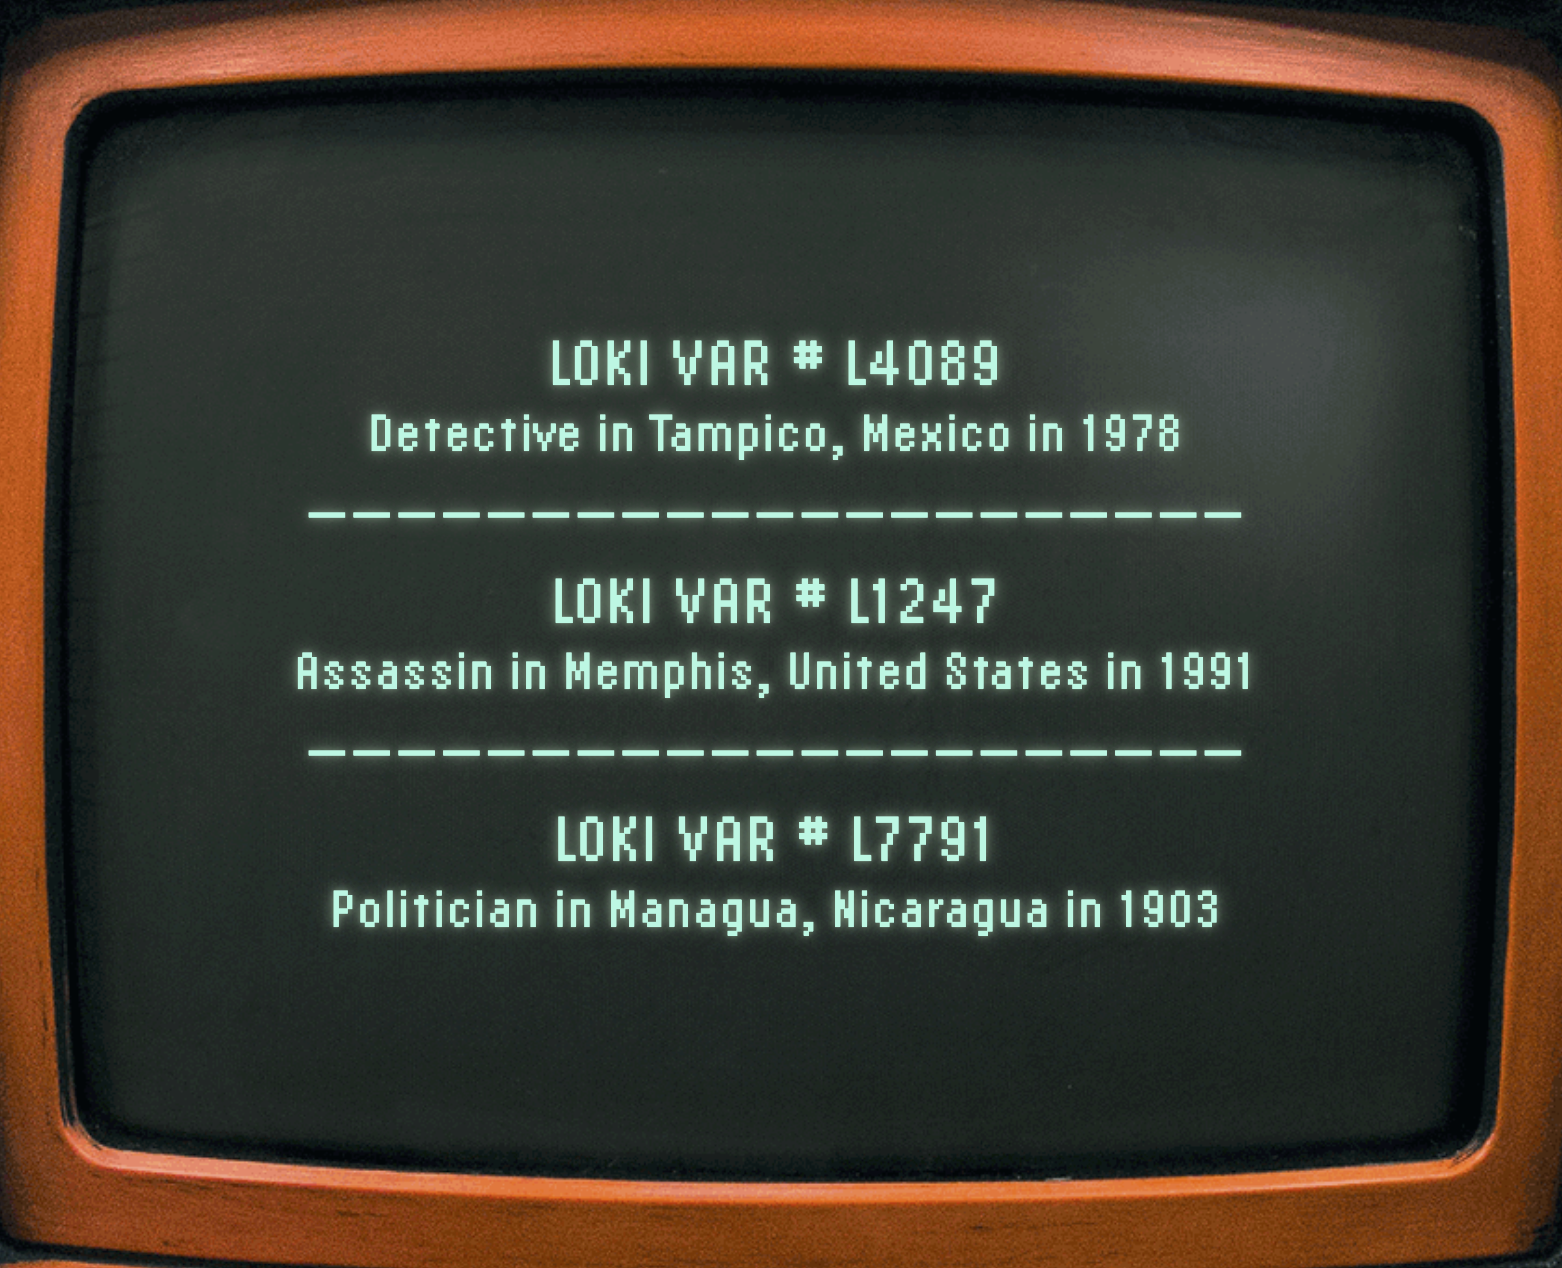 LOKI VAR # L4089
Detective in Tampico, Mexico in 1978
LOKI VAR # L1247
Assassin in Memphis, United States in 1991
LOKI VAR # L7791
Politician in Managua, Nicaragua in 1903